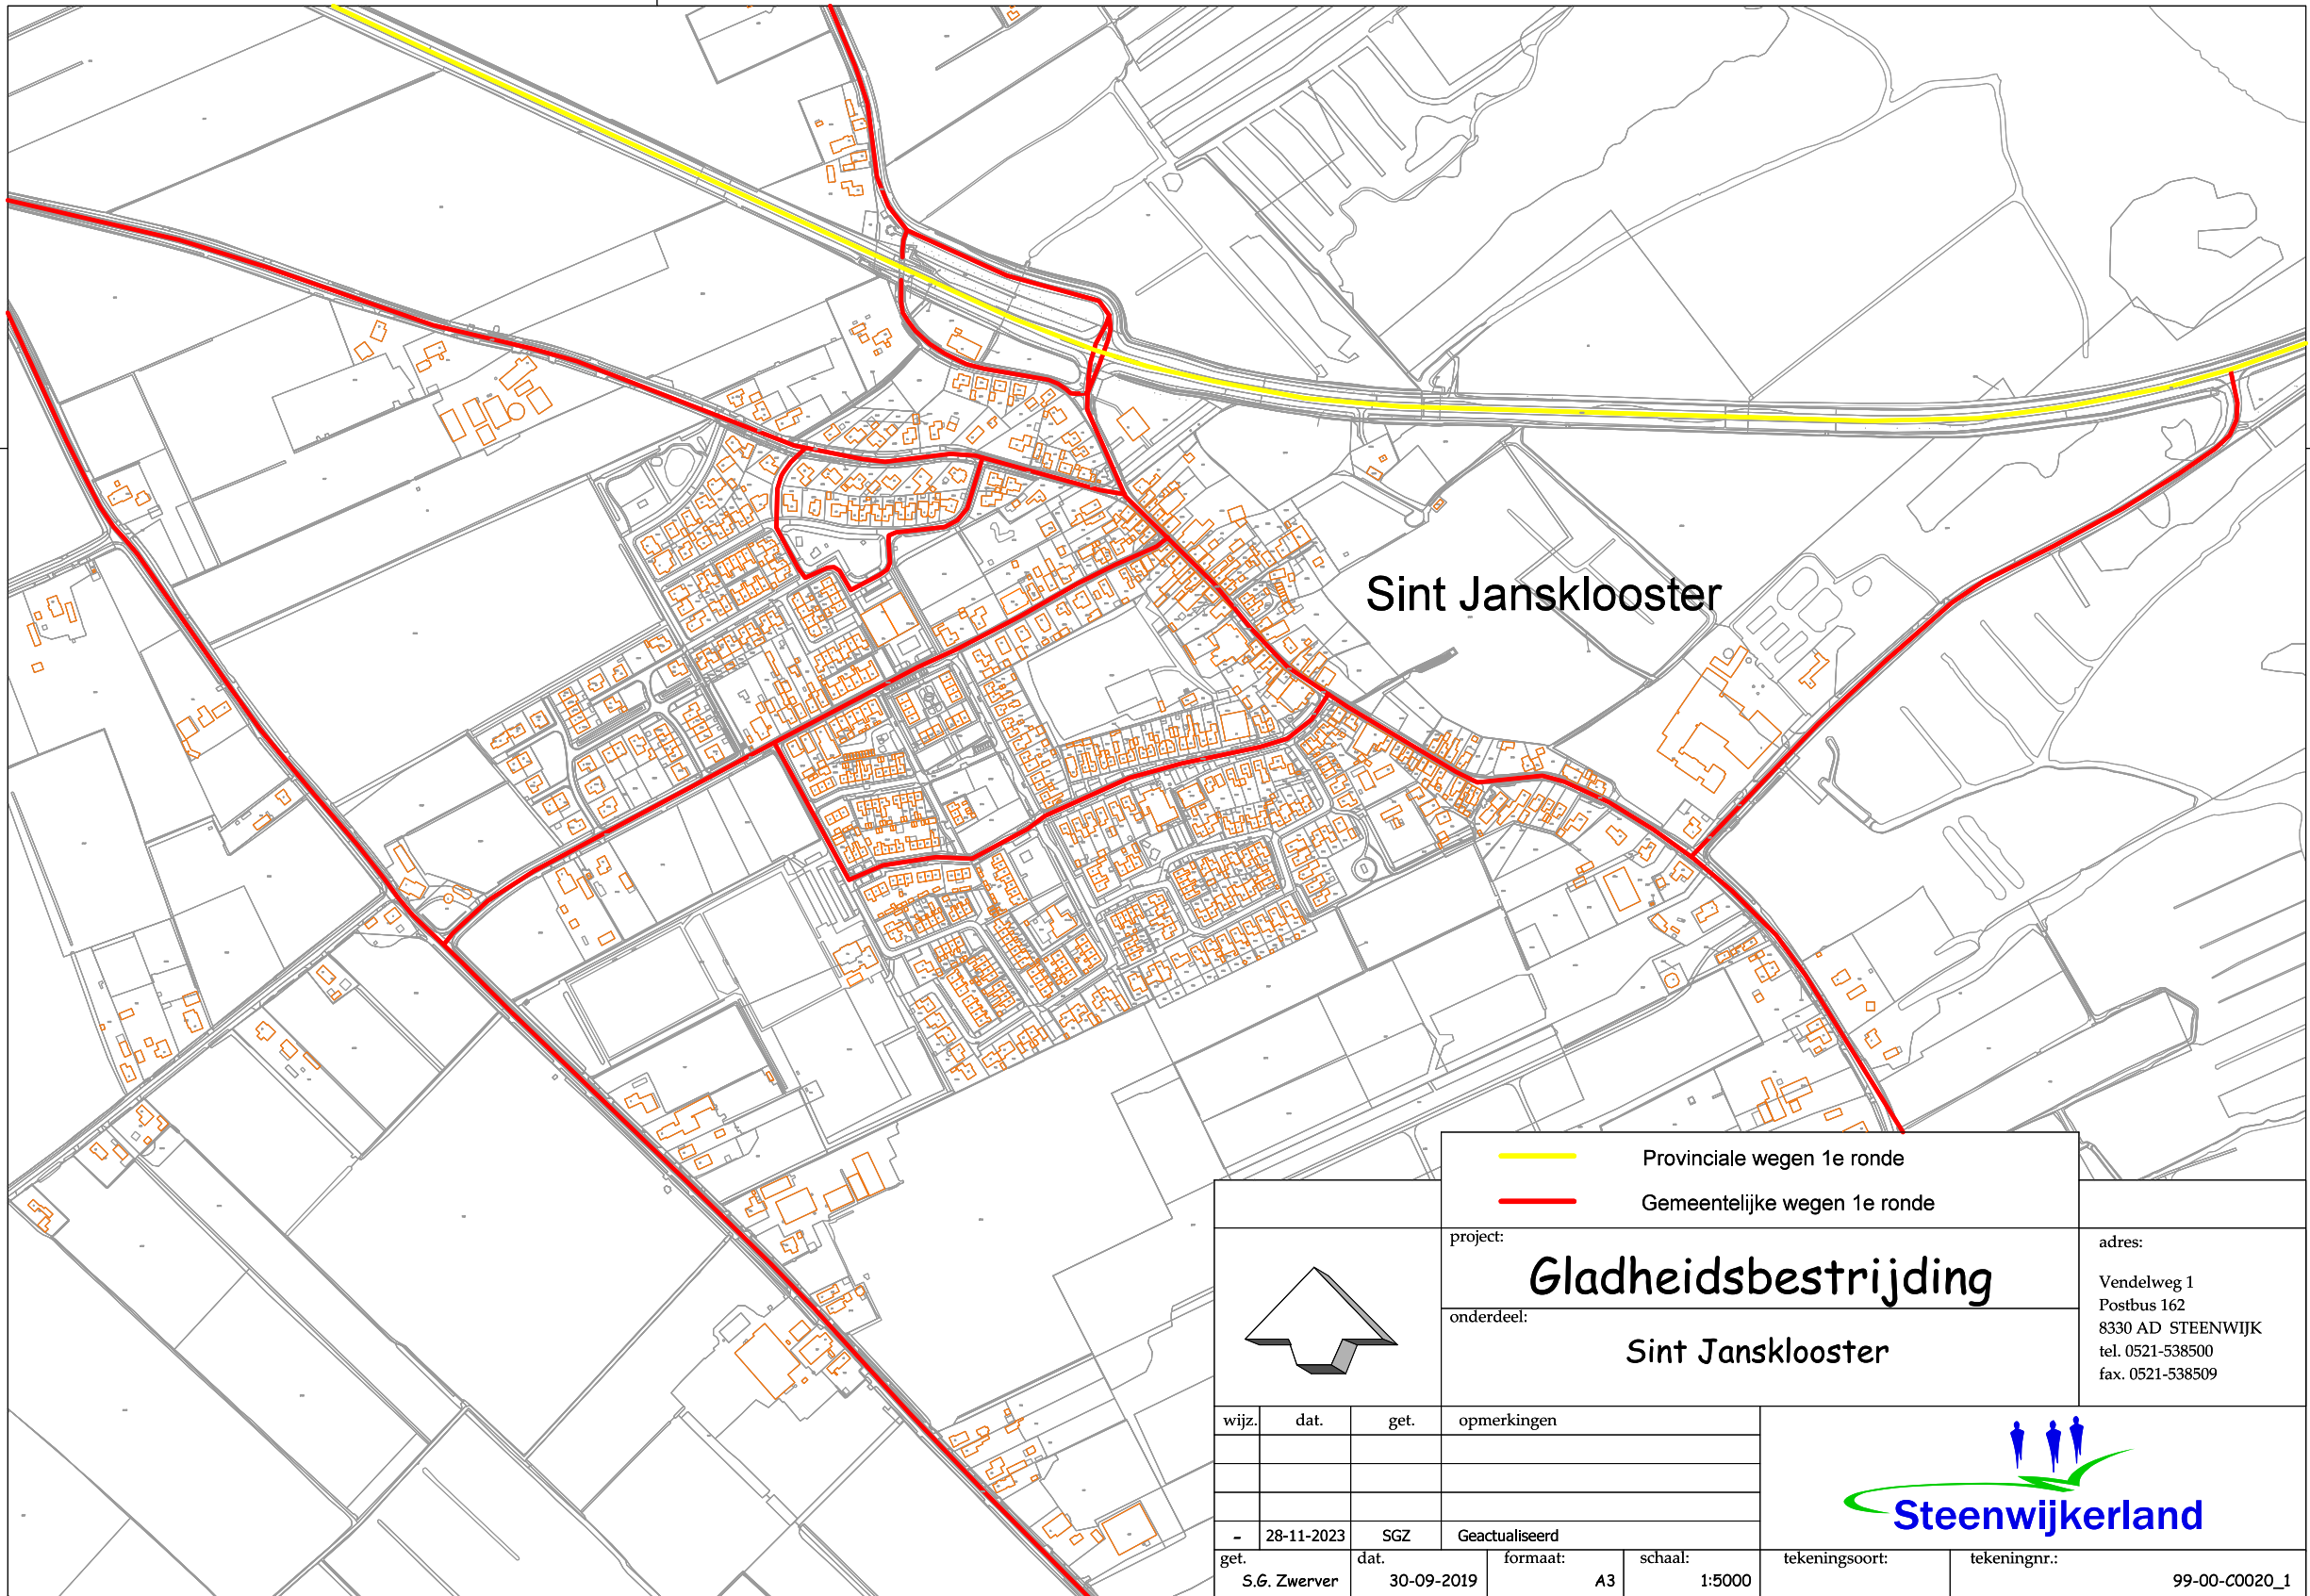 Sint Jansklooster
Provinciale wegen 1e ronde
Gemeentelijke wegen 1e ronde
project:
Gladheidsbestrijding
onderdeel:
Sint Jansklooster
adres:
Vendelweg 1
Postbus 162
8330 AD STEENWIJK
tel. 0521-538500
fax. 0521-538509
wijz. dat. get. opmerkingen
- 28-11-2023 SGZ Geactualiseerd
get. dat. formaat: schaal: tekeningsoort: tekeningnr.:
S.G. Zwerver 30-09-2019 A3 1:5000 99-00-C0020_1
Steenwijkerland